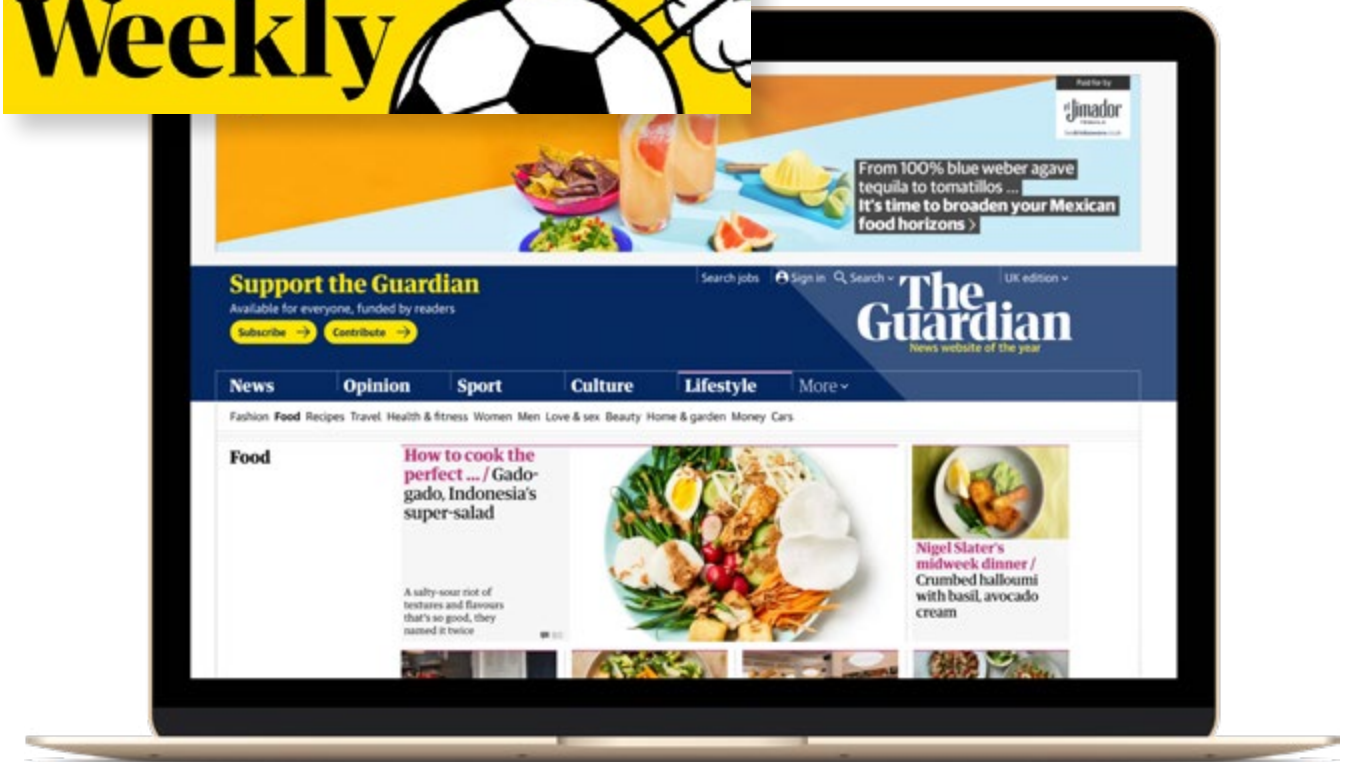 Weekly
Paid for by
el Jimador
TEQUILA
From 100% blue weber agave
tequila to tomatillos ...
It's time to broaden your Mexican
food horizons >
Support the Guardian
Available for everyone, funded by readers
Subscribe →
Contribute →
Search jobs
Sign in
Search
UK edition
The
Guardian
News website of the year
News
Opinion
Sport
Culture
Lifestyle
More
Fashion Food Recipes Travel Health & fitness Women Men Love & sex Beauty Home & garden Money Cars
Food
How to cook the
perfect ... / Gado-
gado, Indonesia's
super-salad
A salty-sour riot of
textures and flavours
that's so good, they
named it twice
Nigel Slater's
midweek dinner /
Crumbed halloumi
with basil, avocado
cream